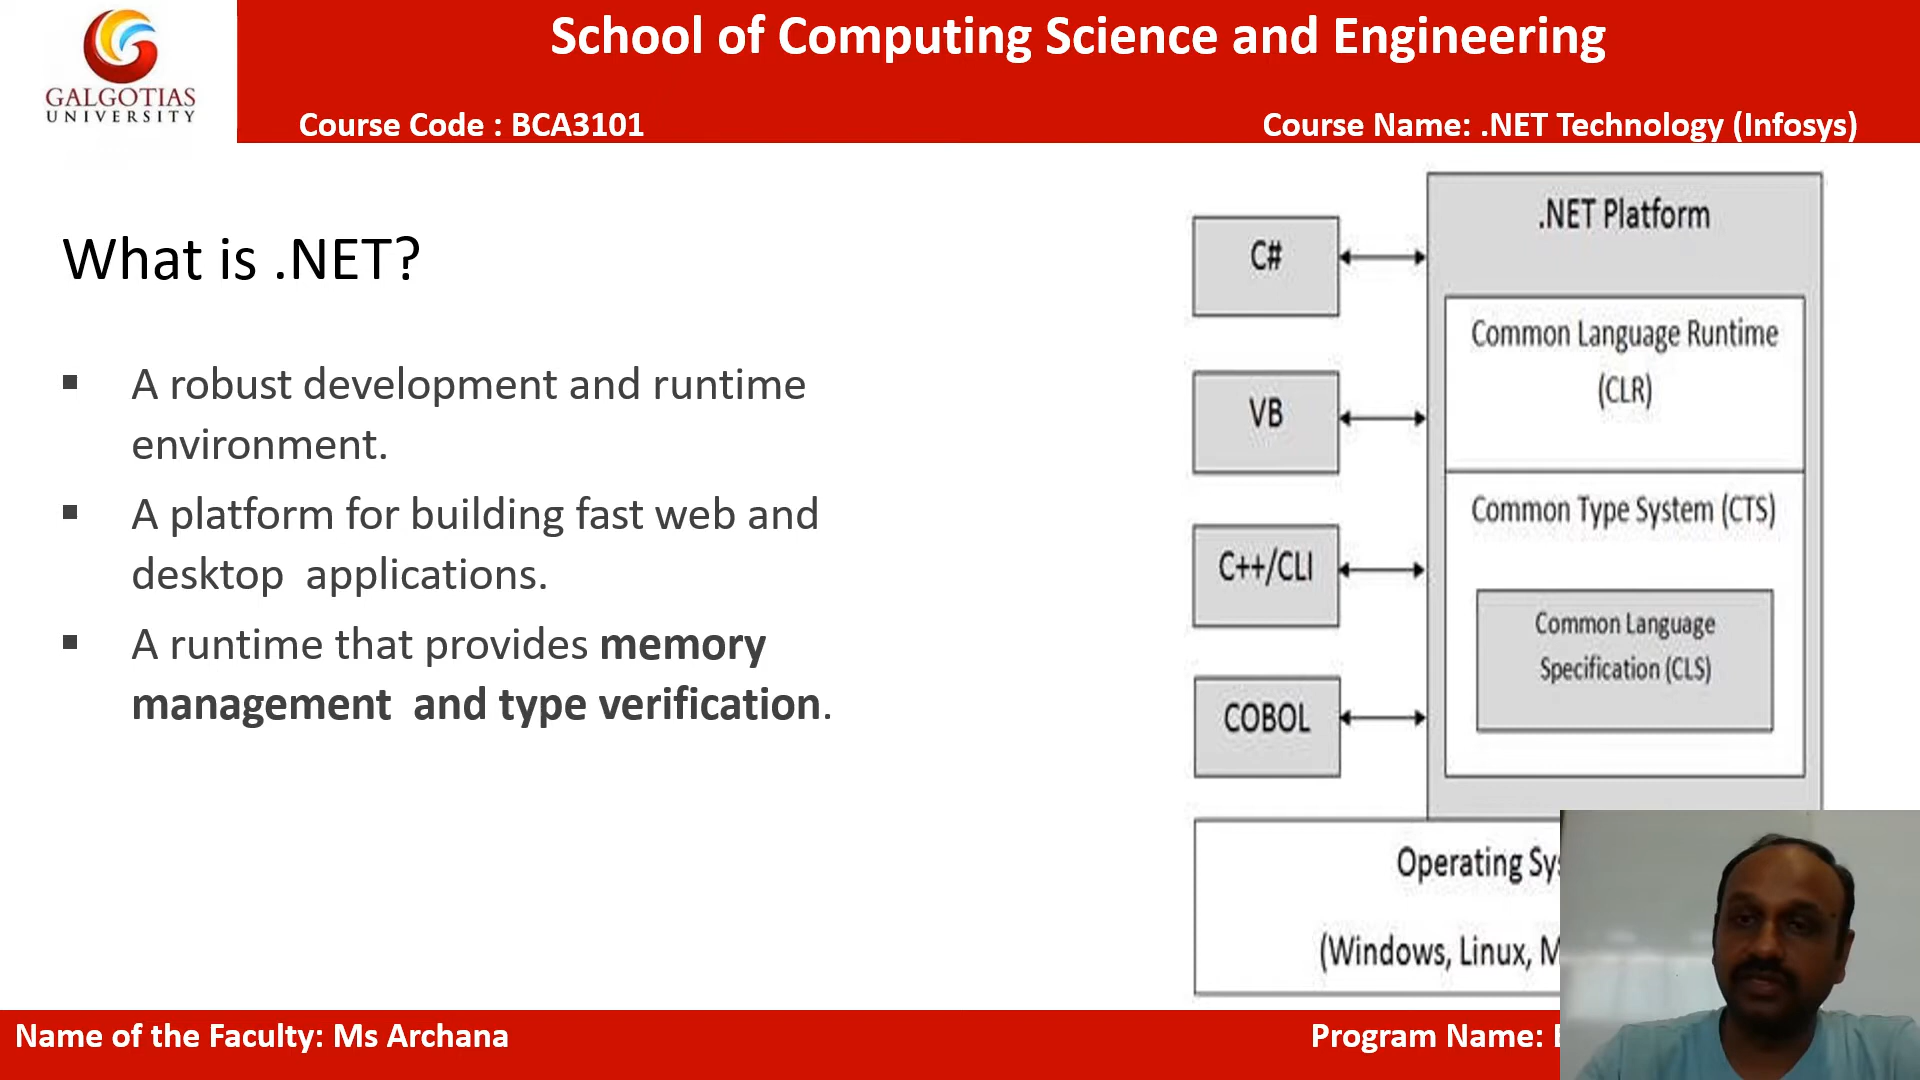 GALGOTIAS
UNIVERSITY
School of Computing Science and Engineering
Course Code : BCA3101
Course Name: .NET Technology (Infosys)
What is .NET?
▪ A robust development and runtime
environment.
▪ A platform for building fast web and
desktop applications.
▪ A runtime that provides memory
management and type verification.
C#
VB
C++/CLI
COBOL
.NET Platform
Common Language Runtime
(CLR)
Common Type System (CTS)
Common Language
Specification (CLS)
Operating
(Windows, Linux,
Name of the Faculty: Ms Archana
Program Name: